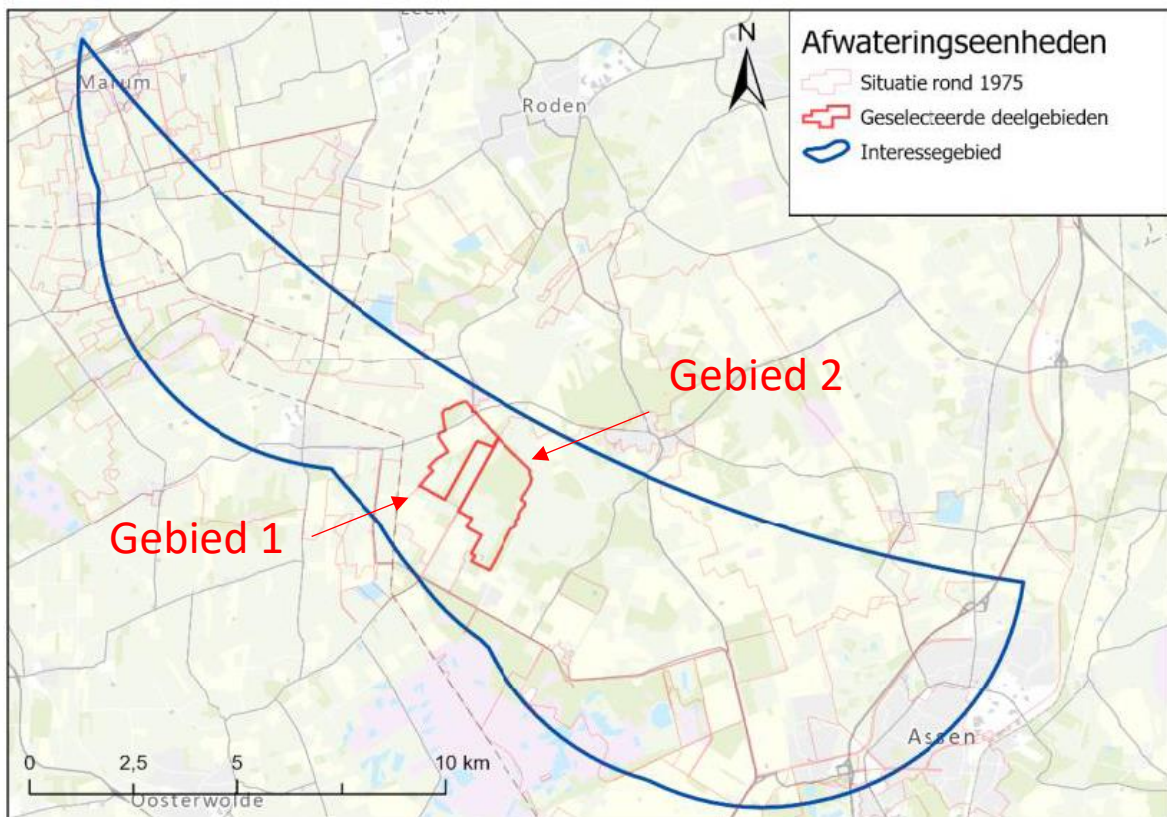 Leek
Marum
N
Afwateringseenheden
Situatie rond 1975
Geselecteerde deelgebieden
Interessegebied
Roden
Gebied 2
Gebied 1
Assen
0 2,5 5 10 km
Oosterwolde